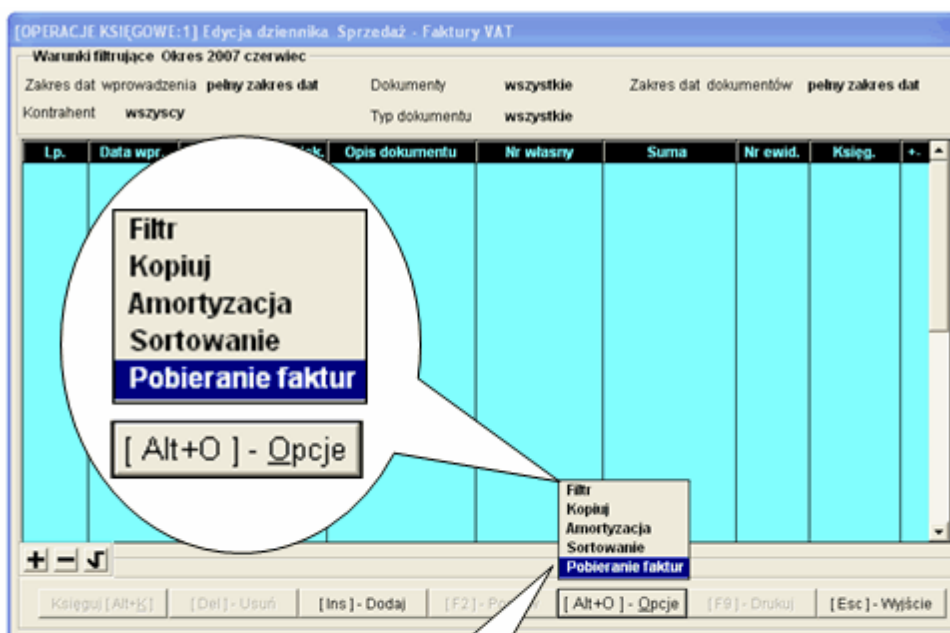 [OPERACJE KSIĘGOWE:1] Edycja dziennika Sprzedaż - Faktury VAT
Warunki filtrujące Okres 2007 czerwiec
Zakres dat wprowadzenia pełny zakres dat Dokumenty wszystkie Zakres dat dokumentów pełny zakres dat
Kontrahent wszyscy Typ dokumentu wszystkie
Lp. Data wpr. Opis dokumentu Nr własny Suma Nr ewid. Księg. +-
Filtr
Kopiuj
Amortyzacja
Sortowanie
Pobieranie faktur
[ Alt+O ] - Opcje
Filtr
Kopiuj
Amortyzacja
Sortowanie
Pobieranie faktur
Księguj [Alt+K] [Del] - Usuń [Ins] - Dodaj [F2] - [ Alt+O ] - Opcje [F9] - Drukuj [Esc] - Wyjście